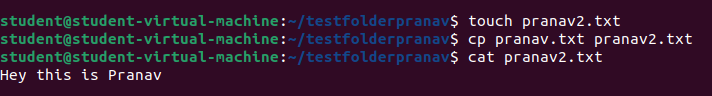 student@student-virtual-machine:~/testfolderpranav$ touch pranav2.txt
student@student-virtual-machine:~/testfolderpranav$ cp pranav.txt pranav2.txt
student@student-virtual-machine:~/testfolderpranav$ cat pranav2.txt
Hey this is Pranav